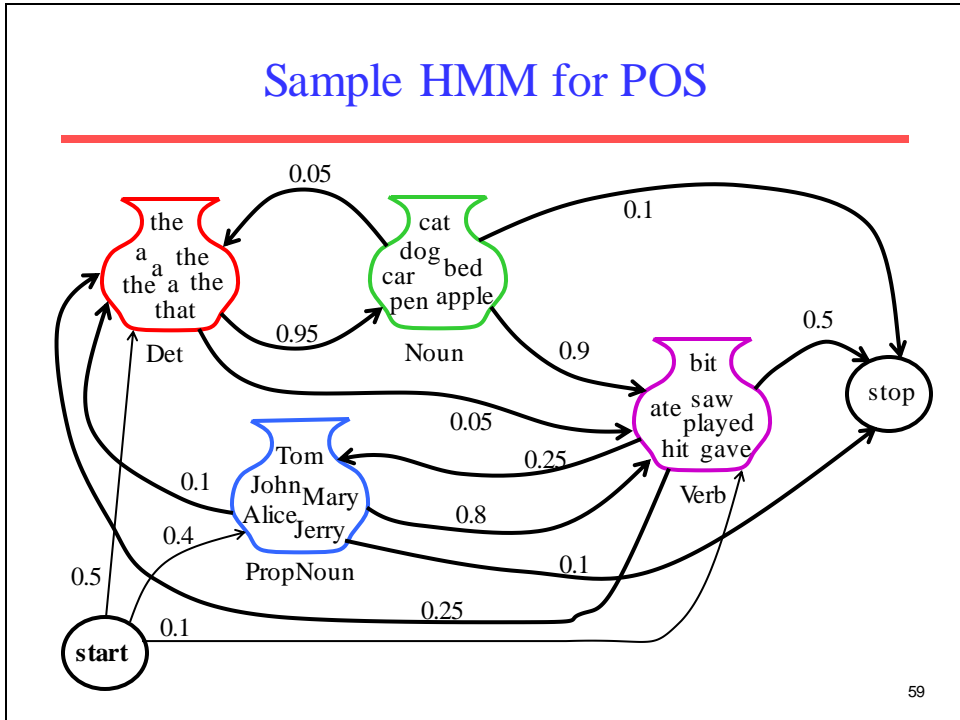 Sample HMM for POS
0.05
0.1
the
a the
a
the a the
that
Det
0.95
cat
dog
car bed
pen apple
Noun
0.9
0.5
bit
ate saw
played
hit gave
Verb
stop
0.05
0.25
Tom
John Mary
Alice
Jerry
PropNoun
0.1
0.4
0.8
0.1
0.5
0.25
0.1
start
59